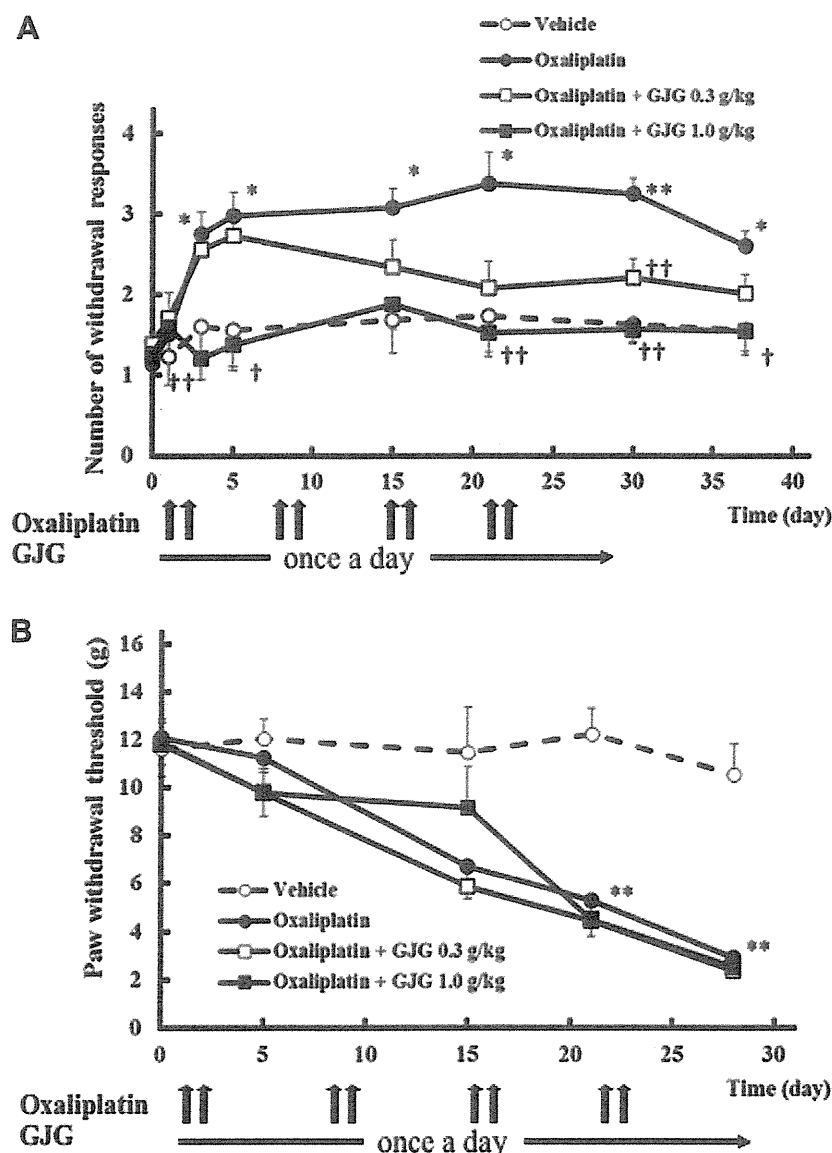 A
Vehicle
Oxaliplatin
Oxaliplatin + GJG 0.3 g/kg
Oxaliplatin + GJG 1.0 g/kg
Number of withdrawal responses
4
3
2
1
0
* * * * ** *
††
†† † †† †† †
0 5 10 15 20 25 30 35 40
Time (day)
Oxaliplatin
GJG once a day
B
Paw withdrawal threshold (g)
16
14
12
10
8
6
4
2
0
** **
Vehicle
Oxaliplatin
Oxaliplatin + GJG 0.3 g/kg
Oxaliplatin + GJG 1.0 g/kg
0 5 10 15 20 25 30
Time (day)
Oxaliplatin
GJG once a day